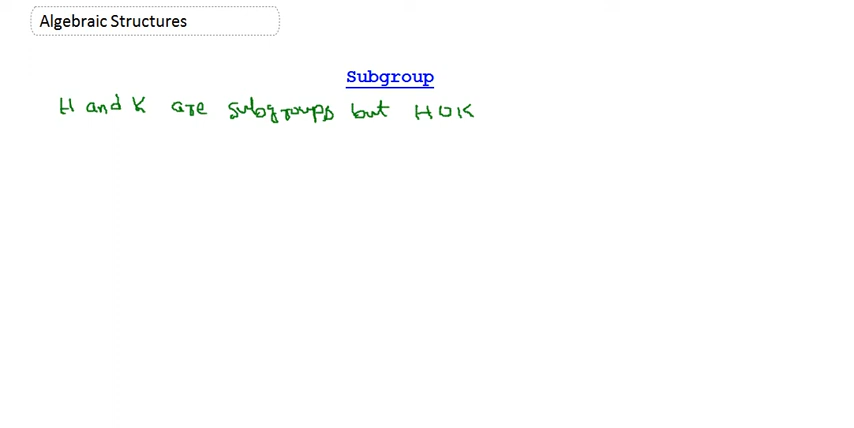 Algebraic Structures
Subgroup
H and K are subgroups but H ∪ K